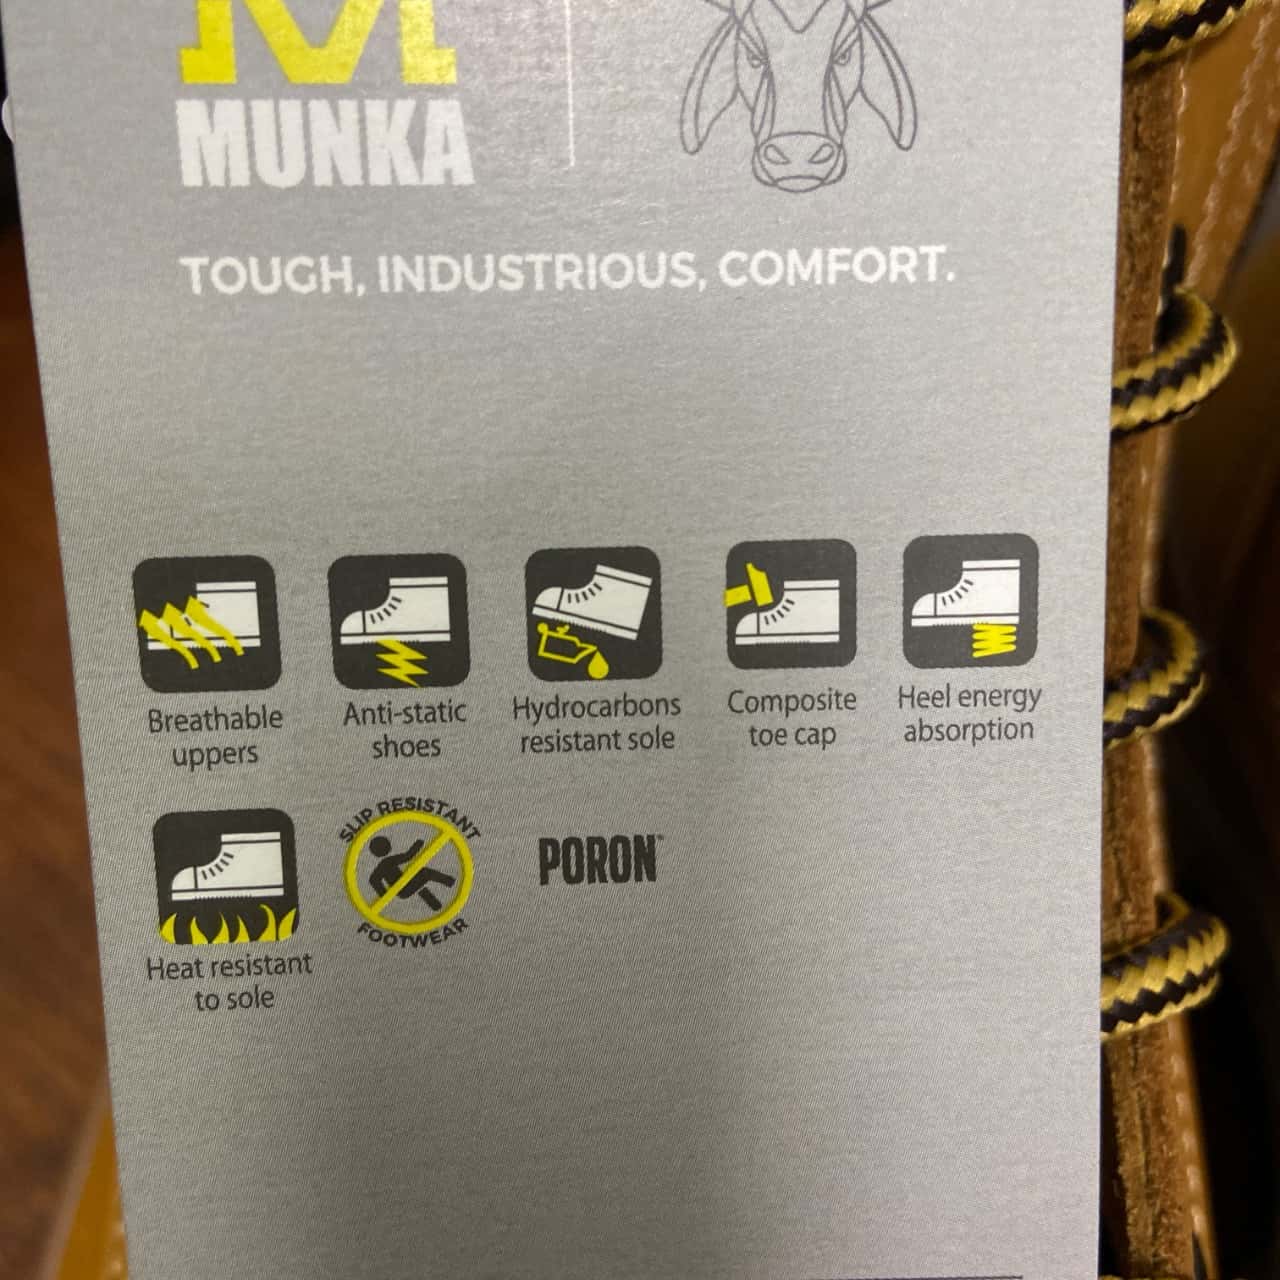 MUNKA
TOUGH, INDUSTRIOUS, COMFORT.
Breathable
uppers
Anti-static
shoes
Hydrocarbons
resistant sole
Composite
toe cap
Heel energy
absorption
Heat resistant
to sole
SLIP RESISTANT
FOOTWEAR
PORON™